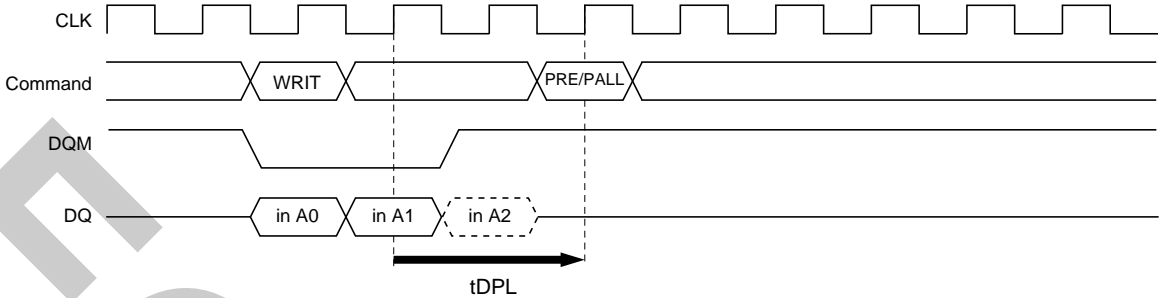 CLK
Command WRIT PRE/PALL
DQM
DQ in A0 in A1 in A2
tDPL